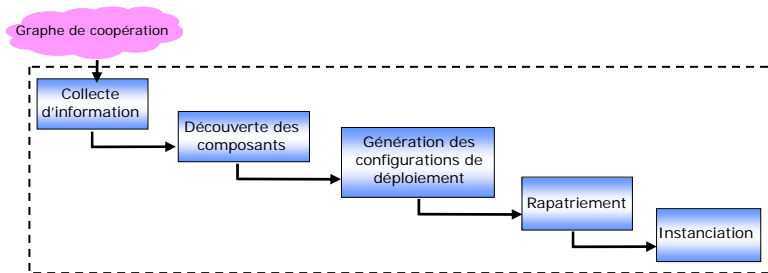 Graphe de coopération
Collecte
d'information
Découverte des
composants
Génération des
configurations de
déploiement
Rapatriement
Instanciation